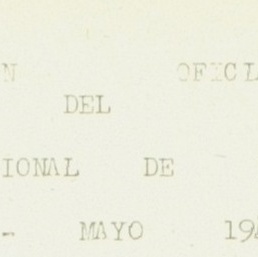 N OFICI
DEL
IONAL DE
- MAYO 19